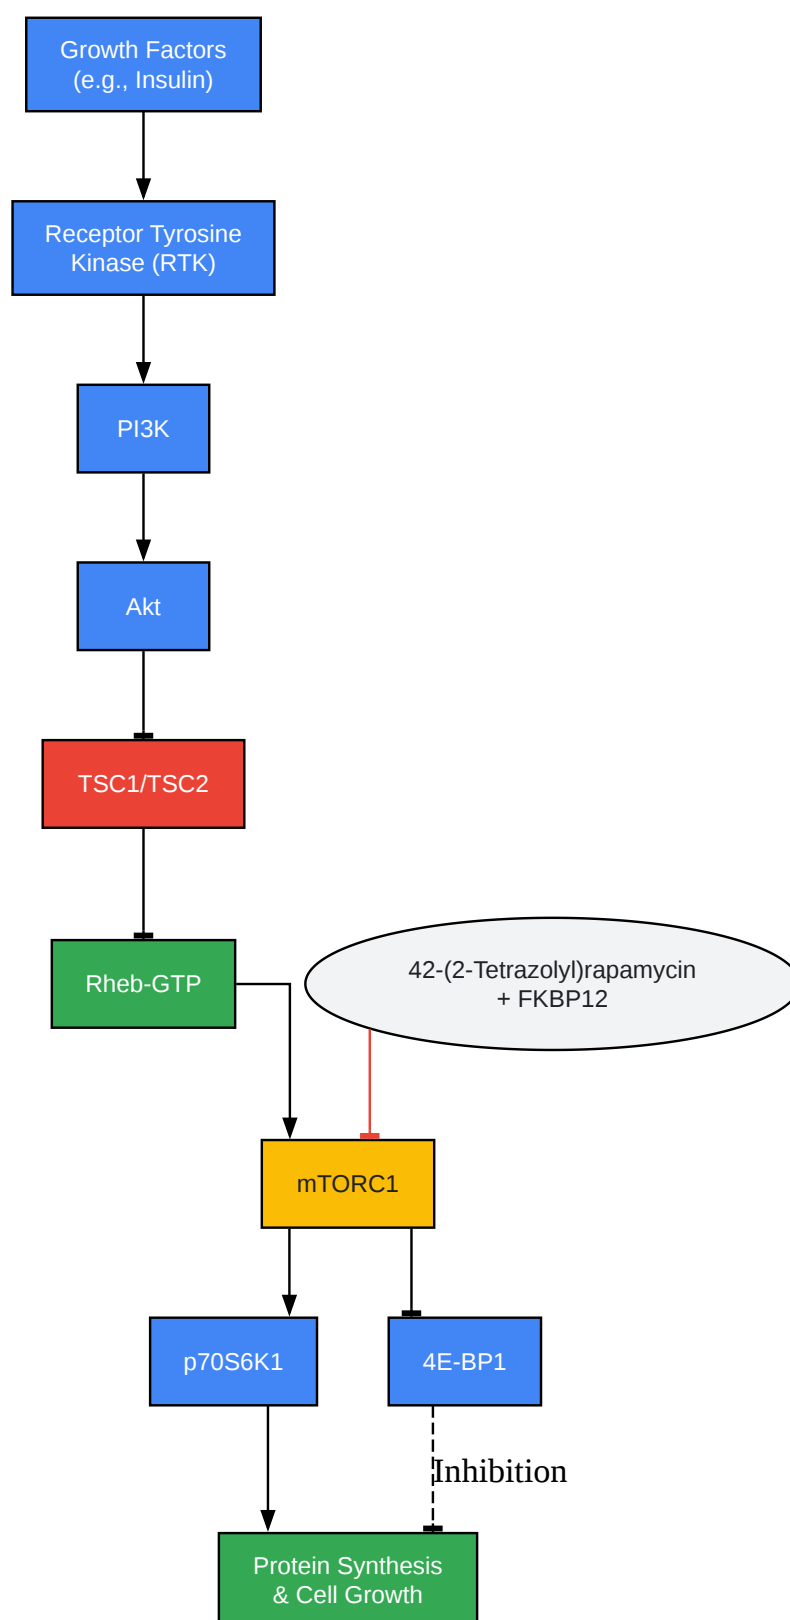 Growth Factors
(e.g., Insulin)
Receptor Tyrosine
Kinase (RTK)
PI3K
Akt
TSC1/TSC2
Rheb-GTP
42-(2-Tetrazolyl)rapamycin
+ FKBP12
mTORC1
p70S6K1
4E-BP1
Inhibition
Protein Synthesis
& Cell Growth